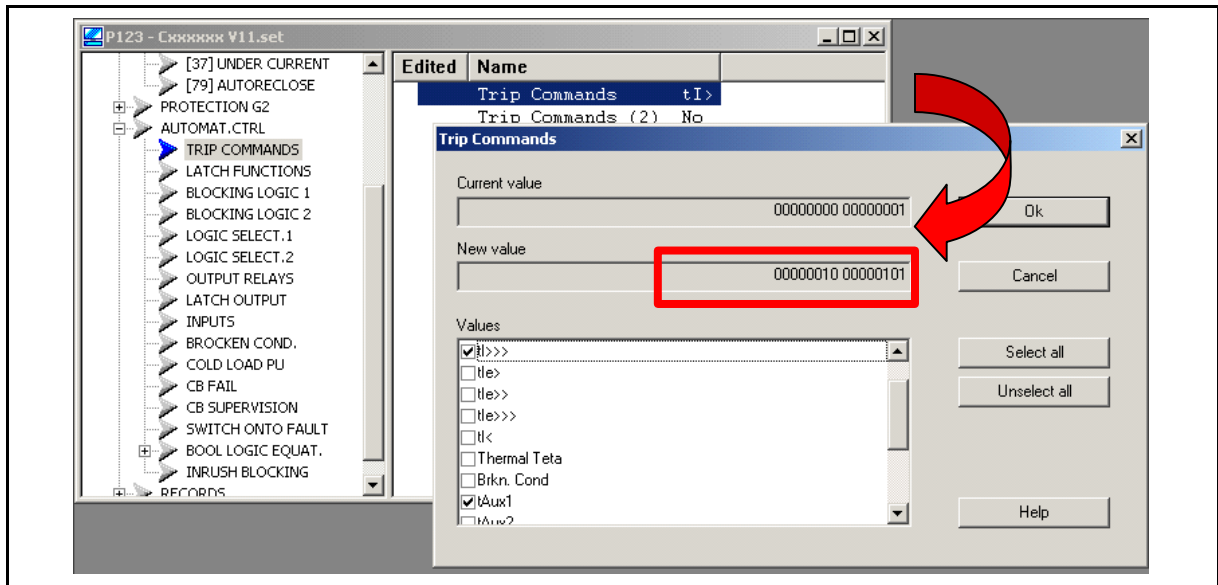 P123 - Cxxxxxx V11.set
[37] UNDER CURRENT
[79] AUTORECLOSE
PROTECTION G2
AUTOMAT.CTRL
TRIP COMMANDS
LATCH FUNCTIONS
BLOCKING LOGIC 1
BLOCKING LOGIC 2
LOGIC SELECT.1
LOGIC SELECT.2
OUTPUT RELAYS
LATCH OUTPUT
INPUTS
BROCKEN COND.
COLD LOAD PU
CB FAIL
CB SUPERVISION
SWITCH ONTO FAULT
BOOL LOGIC EQUAT.
INRUSH BLOCKING
RECORDS
Edited Name
Trip Commands tI>
Trip Commands (2) No
Trip Commands
Current value
00000000 00000001
Ok
New value
00000010 00000101
Cancel
Values
tI>>>
tIe>
tIe>>
tIe>>>
tI<
Thermal Teta
Brkn. Cond
tAux1
tAux2
Select all
Unselect all
Help